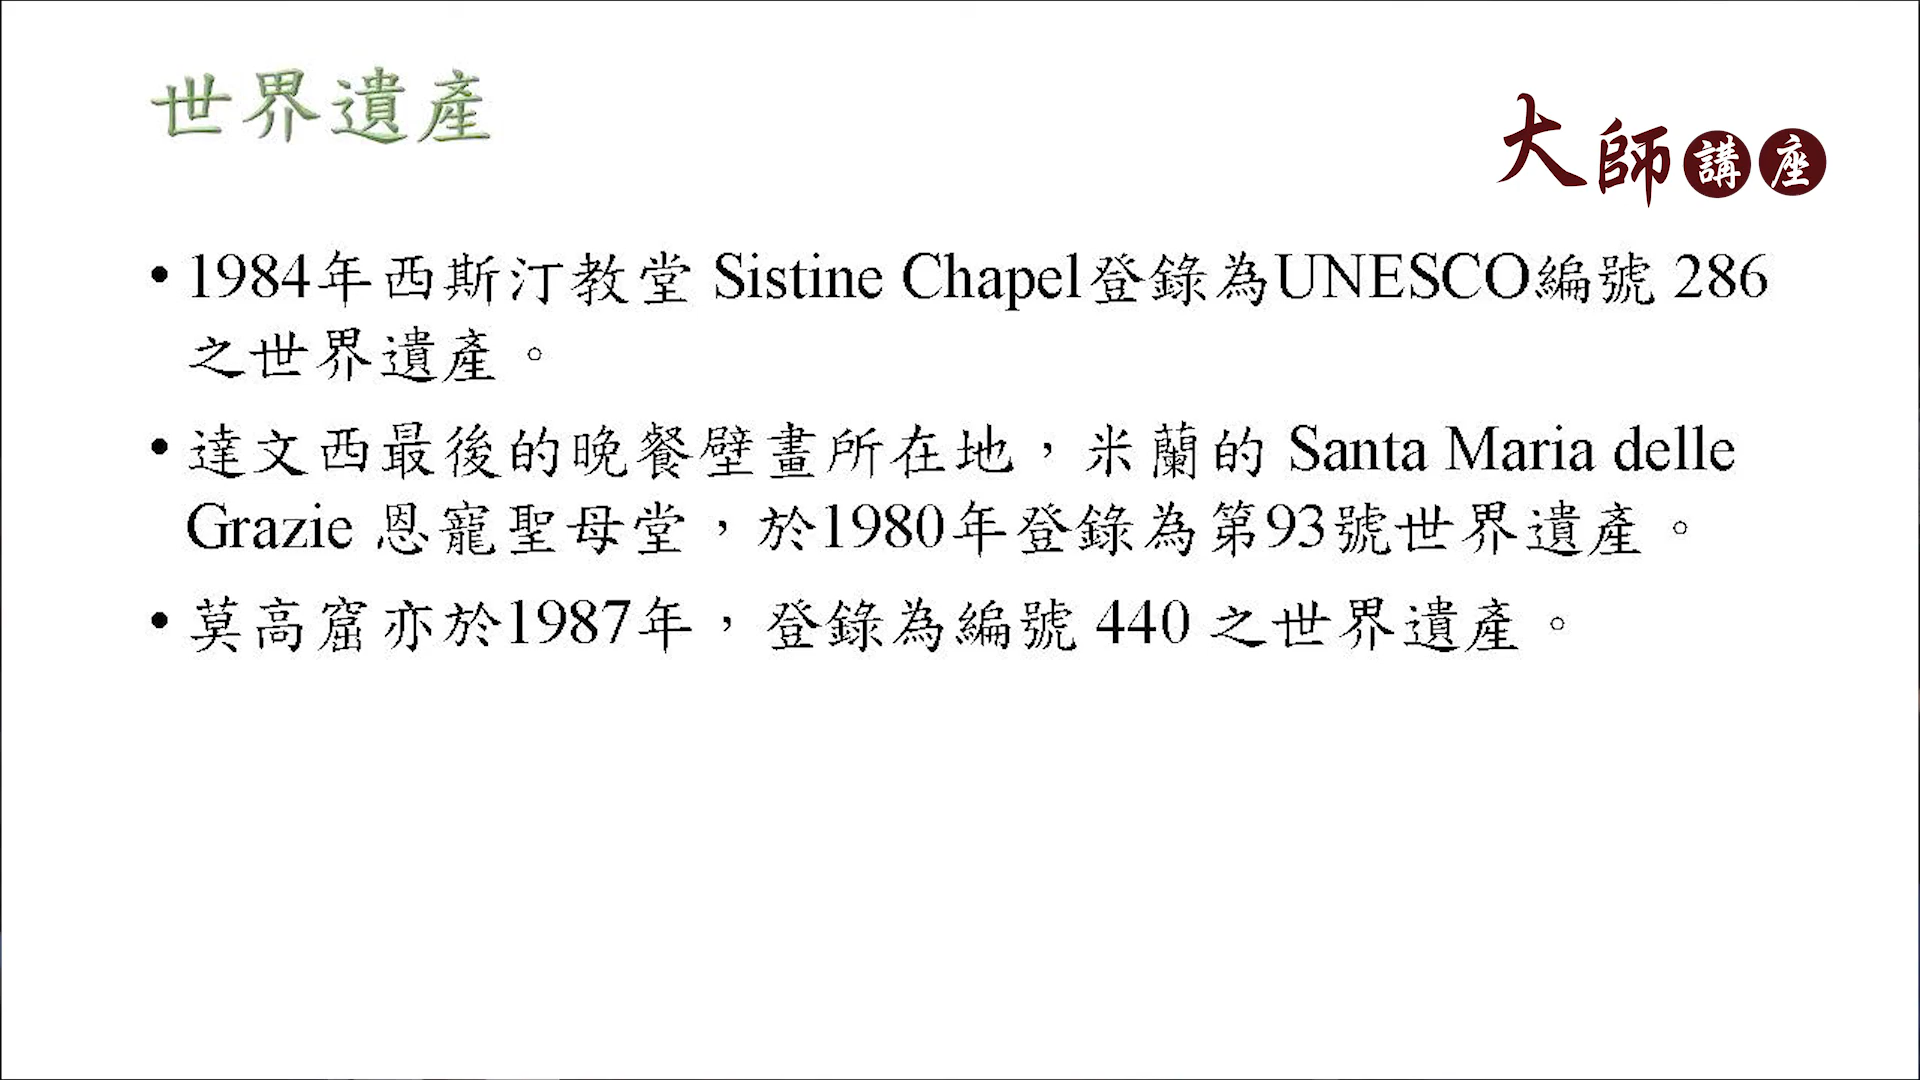 世界遺產
大師講座
• 1984年西斯汀教堂 Sistine Chapel登錄為UNESCO編號 286
之世界遺產。
• 達文西最後的晚餐壁畫所在地，米蘭的 Santa Maria delle
Grazie 恩寵聖母堂，於1980年登錄為第93號世界遺產。
• 莫高窟亦於1987年，登錄為編號 440 之世界遺產。